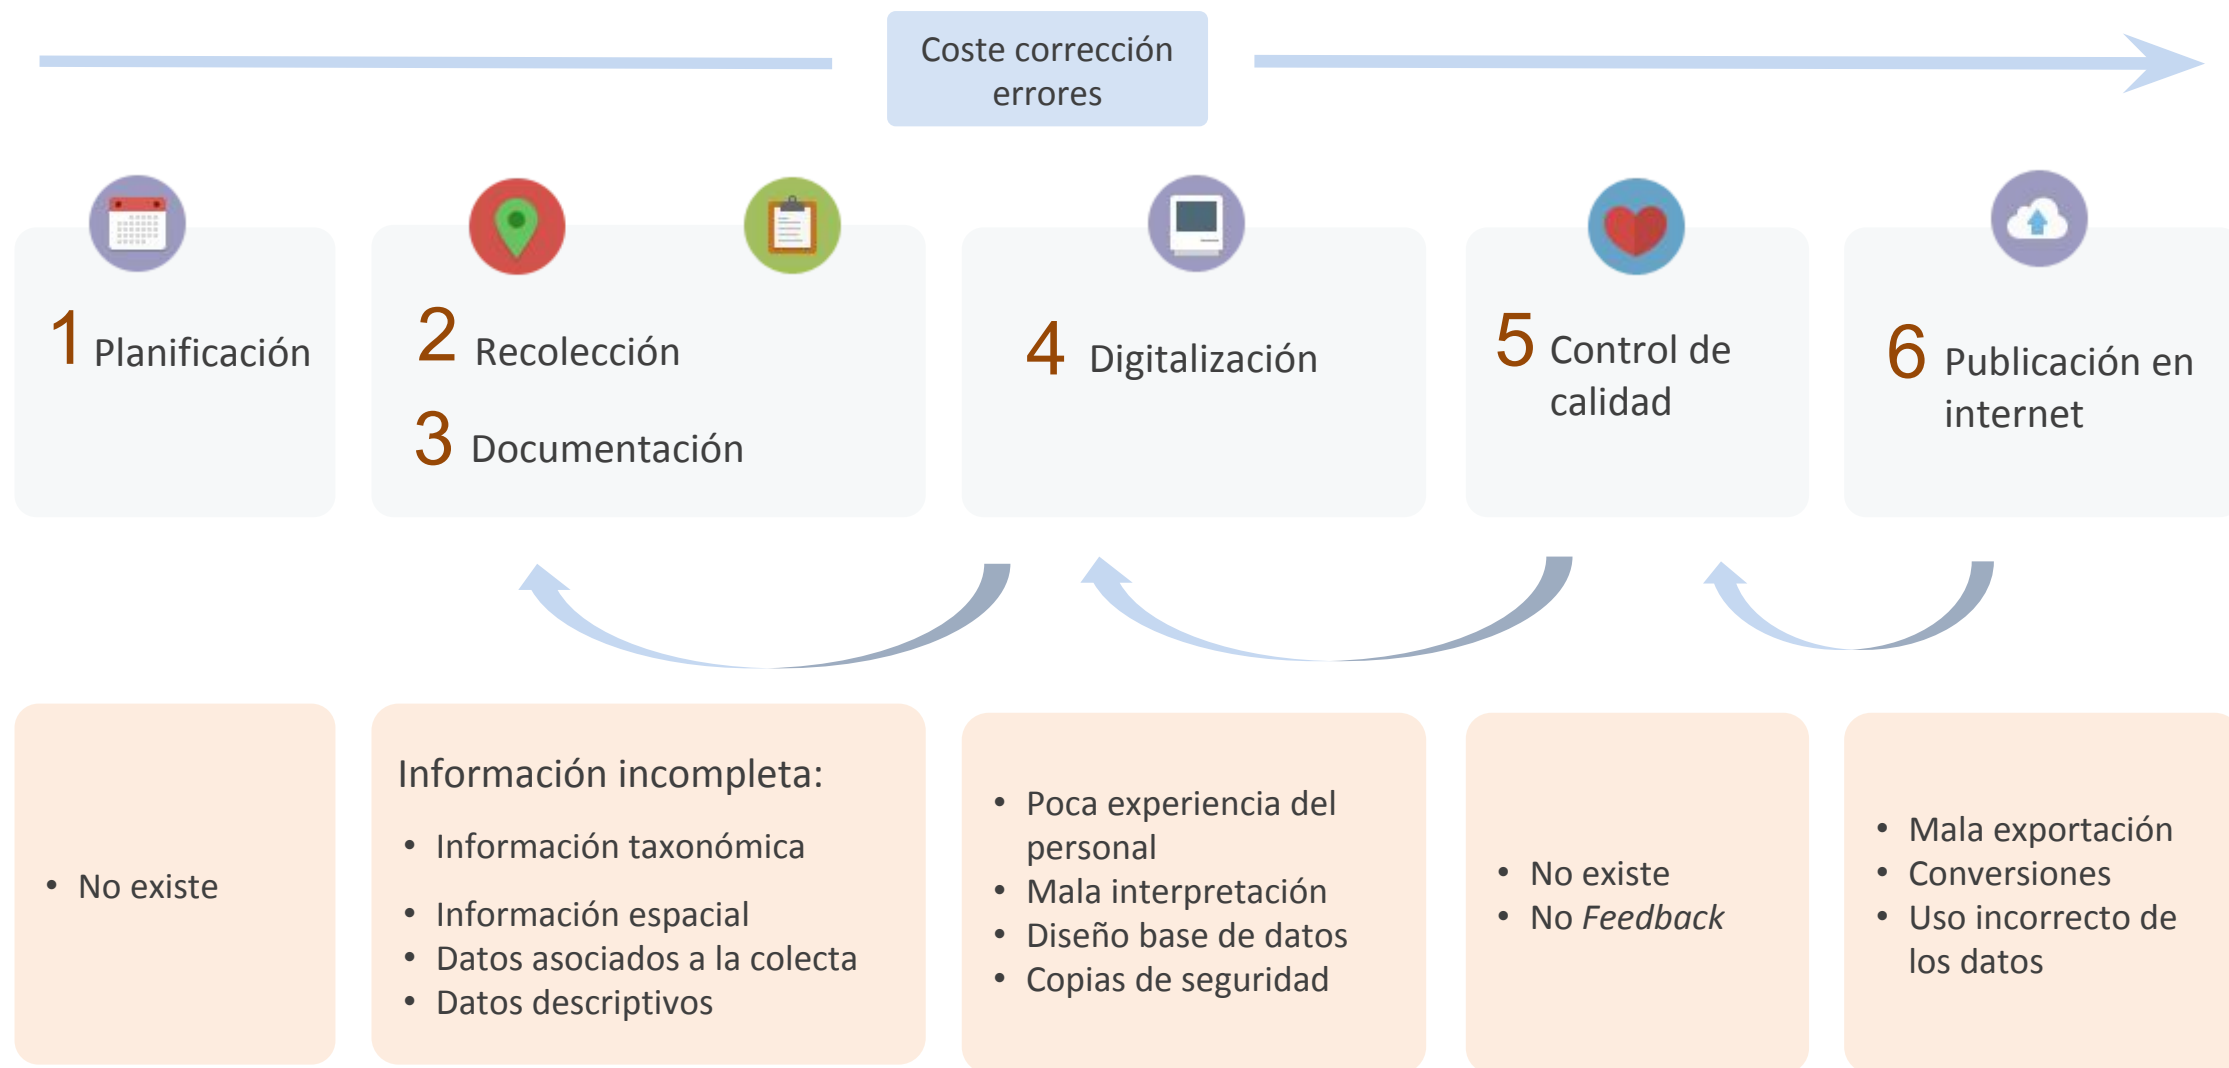 Coste corrección
errores
1 Planificación
2 Recolección
3 Documentación
4 Digitalización
5 Control de
calidad
6 Publicación en
internet
• No existe
Información incompleta:
• Información taxonómica
• Información espacial
• Datos asociados a la colecta
• Datos descriptivos
• Poca experiencia del
personal
• Mala interpretación
• Diseño base de datos
• Copias de seguridad
• No existe
• No Feedback
• Mala exportación
• Conversiones
• Uso incorrecto de
los datos